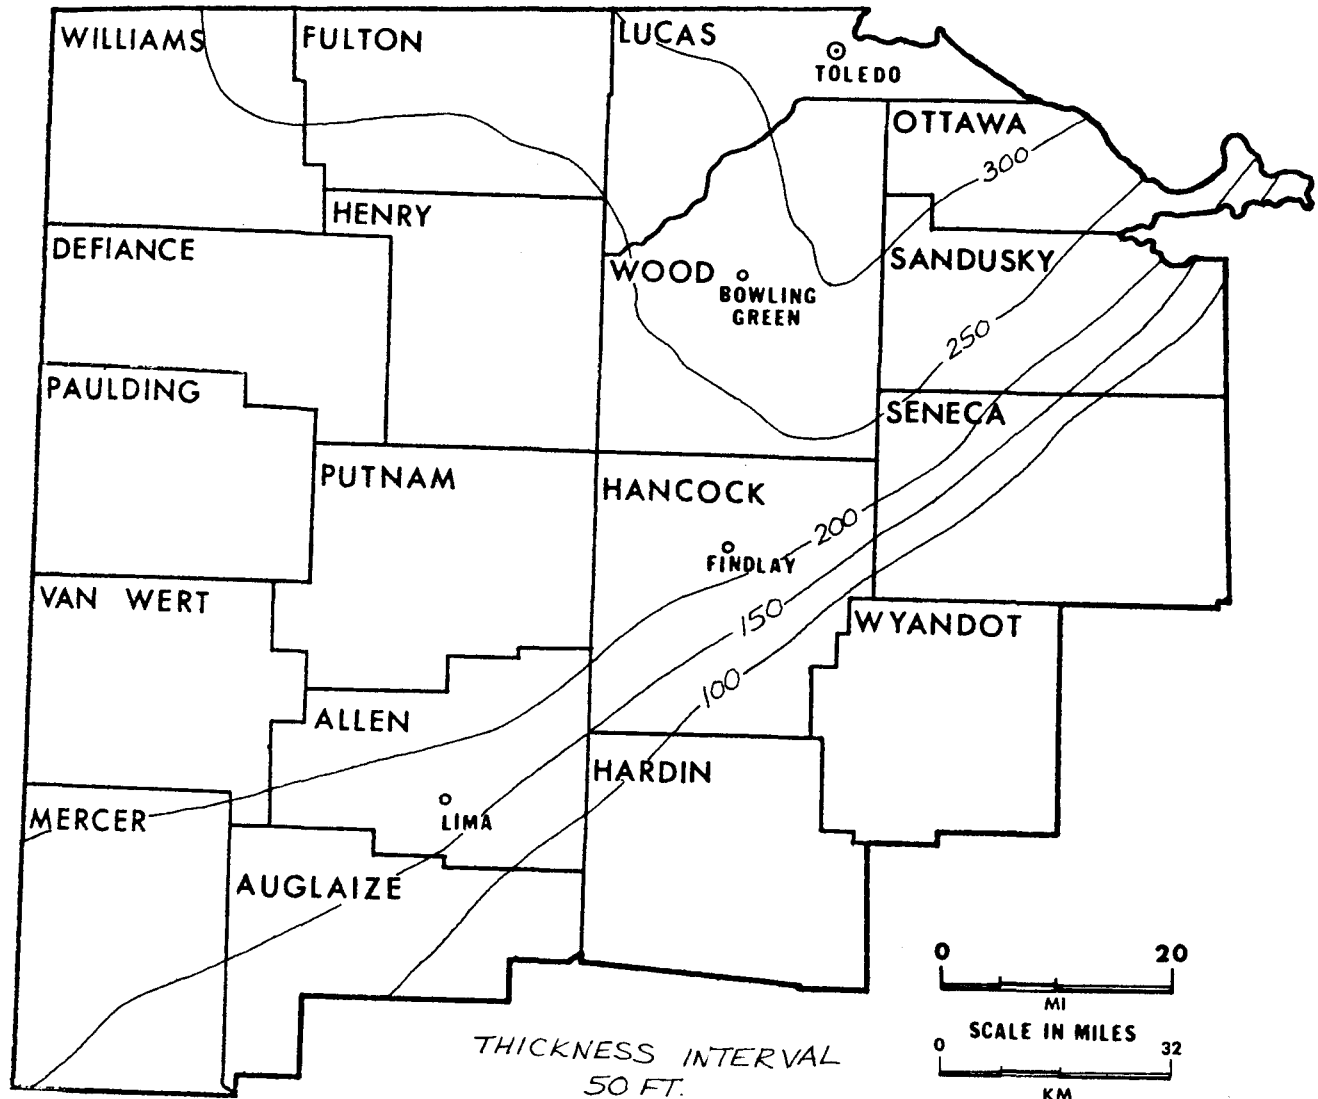 WILLIAMS
FULTON
LUCAS
TOLEDO
OTTAWA
300
HENRY
DEFIANCE
WOOD
BOWLING
GREEN
SANDUSKY
250
PAULDING
SENECA
PUTNAM
HANCOCK
200
FINDLAY
VAN WERT
150
WYANDOT
100
ALLEN
HARDIN
MERCER
LIMA
AUGLAIZE
0 20
MI
SCALE IN MILES
0 32
KM
THICKNESS INTERVAL
50 FT.